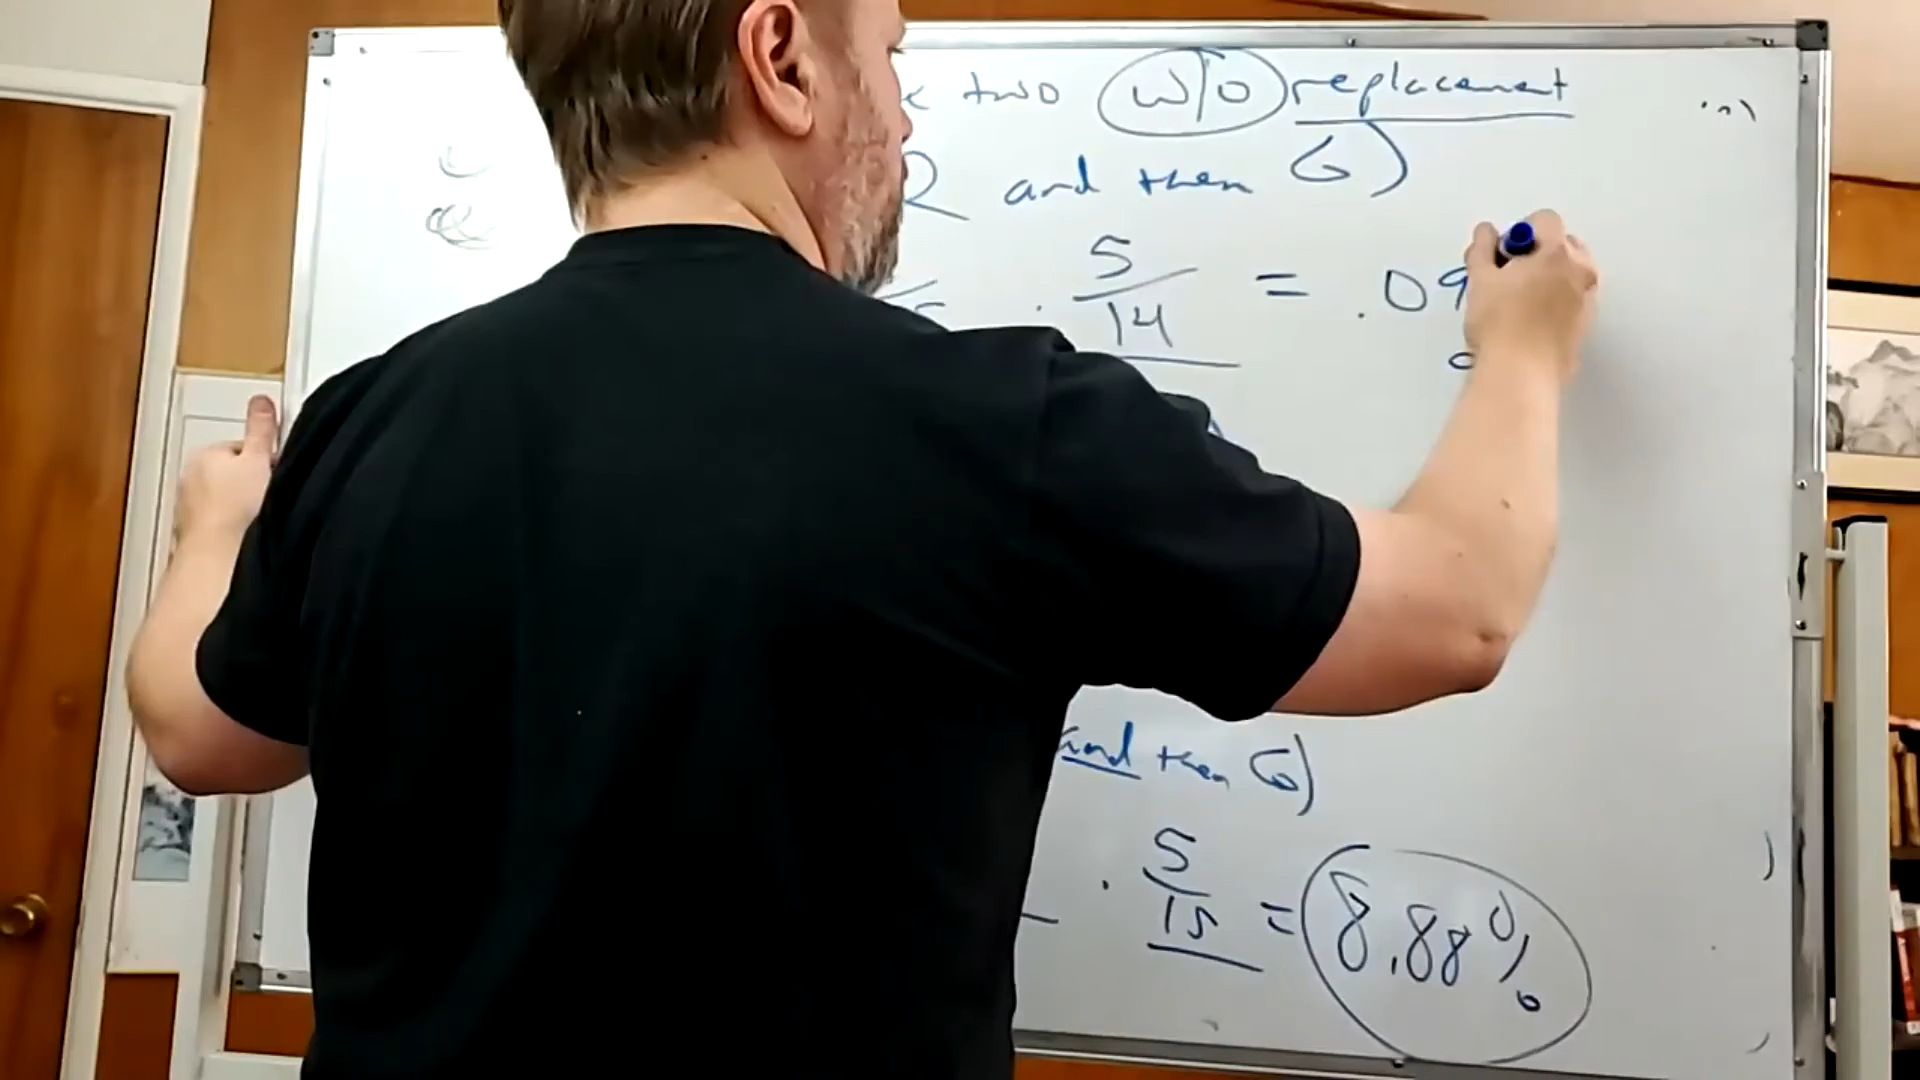 two w/o replacement
and then G)
5/14 = .09
and then G)
· 5/15 = 8.88%